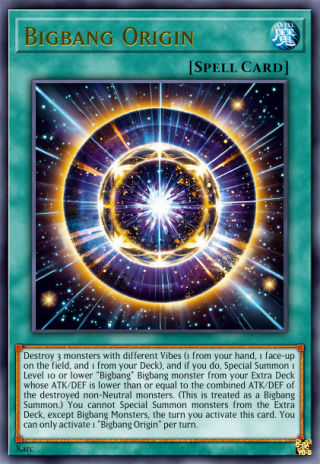 Bigbang Origin
[Spell Card]
Destroy 3 monsters with different Vibes (1 from your hand, 1 face-up
on the field, and 1 from your Deck), and if you do, Special Summon 1
Level 10 or lower "Bigbang" Bigbang monster from your Extra Deck
whose ATK/DEF is lower than or equal to the combined ATK/DEF of
the destroyed non-Neutral monsters. (This is treated as a Bigbang
Summon.) You cannot Special Summon monsters from the Extra
Deck, except Bigbang Monsters, the turn you activate this card. You
can only activate 1 "Bigbang Origin" per turn.
Xarc